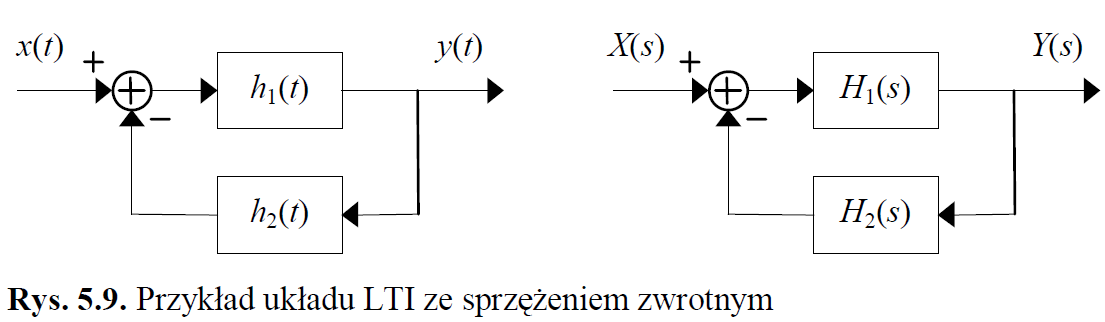 x(t) + y(t) X(s) + Y(s)
h₁(t) H₁(s)
− −
h₂(t) H₂(s)
Rys. 5.9. Przykład układu LTI ze sprzężeniem zwrotnym